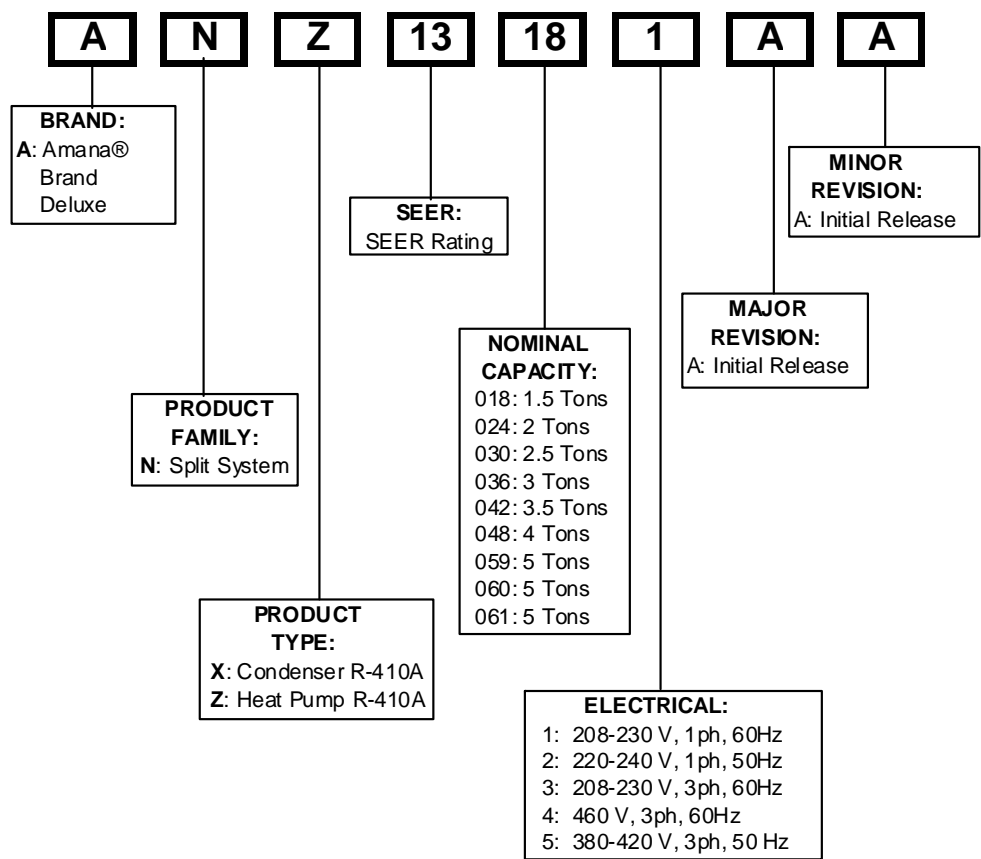 A N Z 13 18 1 A A
BRAND:
A: Amana®
Brand
Deluxe
PRODUCT
FAMILY:
N: Split System
PRODUCT
TYPE:
X: Condenser R-410A
Z: Heat Pump R-410A
SEER:
SEER Rating
NOMINAL
CAPACITY:
018: 1.5 Tons
024: 2 Tons
030: 2.5 Tons
036: 3 Tons
042: 3.5 Tons
048: 4 Tons
059: 5 Tons
060: 5 Tons
061: 5 Tons
ELECTRICAL:
1: 208-230 V, 1ph, 60Hz
2: 220-240 V, 1ph, 50Hz
3: 208-230 V, 3ph, 60Hz
4: 460 V, 3ph, 60Hz
5: 380-420 V, 3ph, 50 Hz
MAJOR
REVISION:
A: Initial Release
MINOR
REVISION:
A: Initial Release